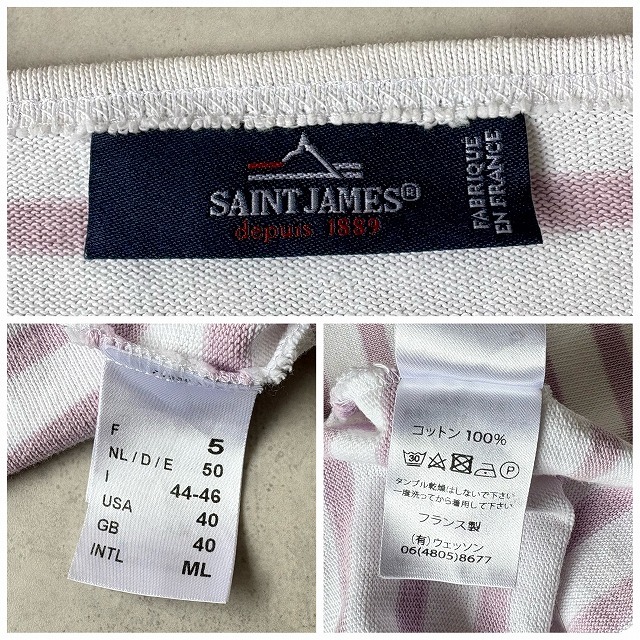 SAINT JAMES®
depuis 1889
FABRIQUÉ
EN FRANCE
F 5
NL / D / E 50
I 44-46
USA 40
GB 40
INTL ML
コットン 100%
30 P
タンブル乾燥はしないで下さい
一度洗ってから着用して下さい
フランス製
(有)ウェッソン
06(4805)8677